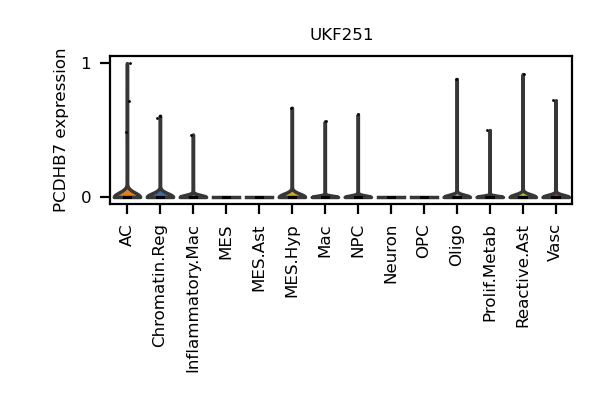 UKF251
PCDHB7 expression
1
0
AC
Chromatin.Reg
Inflammatory.Mac
MES
MES.Ast
MES.Hyp
Mac
NPC
Neuron
OPC
Oligo
Prolif.Metab
Reactive.Ast
Vasc